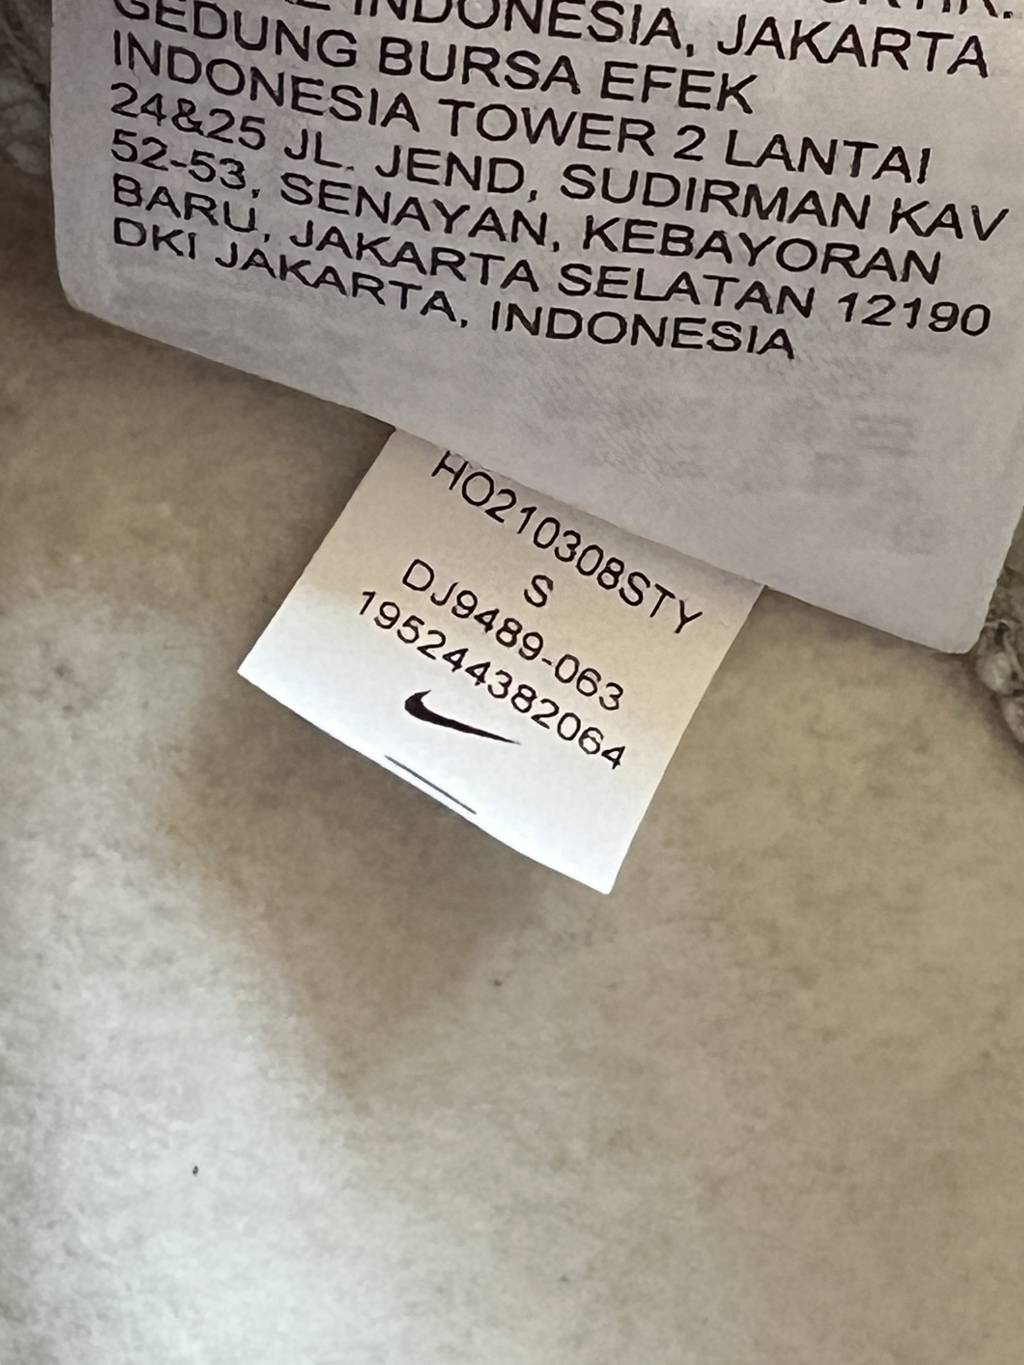 INDONESIA, JAKARTA
GEDUNG BURSA EFEK
INDONESIA TOWER 2 LANTAI
24&25 JL. JEND, SUDIRMAN KAV
52-53, SENAYAN, KEBAYORAN
BARU, JAKARTA SELATAN 12190
DKI JAKARTA, INDONESIA
HO210308STY
S
DJ9489-063
195244382064